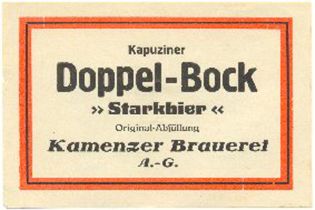 Kapuziner
Doppel-Bock
» Starkbier «
Original-Abfüllung
Kamenzer Brauerei
A.-G.